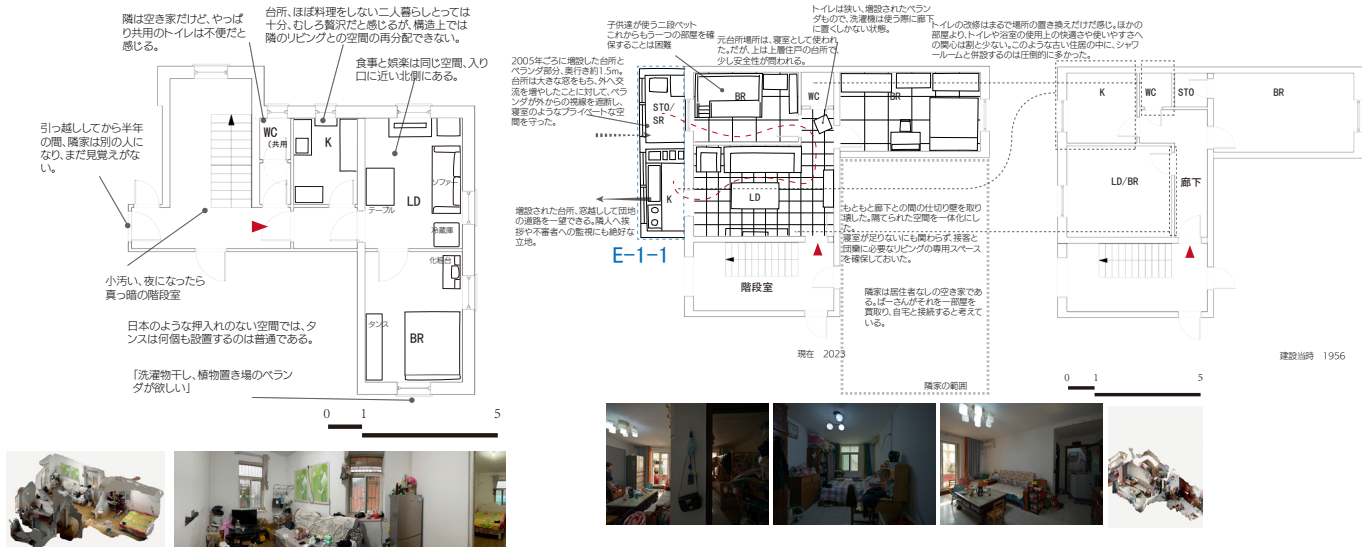 隣は空き家だけど、やっぱ
り共用のトイレは不便だと
感じる。
台所、ほぼ料理をしない二人暮らしとっては
十分、むしろ贅沢だと感じるが、構造上では
隣のリビングとの空間の再分配できない。
食事と娯楽は同じ空間、入り
口に近い北側にある。
引っ越ししてから半年
の間、隣家は別の人に
なり、まだ見覚えがな
い。
WC
(共用
K
LD
ソファー
テーブル
冷蔵庫
化粧台
タンス
BR
小汚い、夜になったら
真っ暗の階段室
日本のような押入れのない空間では、タ
ンスは何個も設置するのは普通である。
「洗濯物干し、植物置き場のベラン
ダが欲しい」
0 1 5
子供達が使う二段ベット
これからもう一つの部屋を確
保することは困難
トイレは狭い、増設されたベラン
ダもので、洗濯機は使う際に廊下
に置くしかない状態。
元台所場所は、寝室として使われ
た。だが、上は上層住戸の台所で、
少し安全性が問われる。
トイレの改修はまるで場所の置き換えだけだ感じ。ほかの
部屋より、トイレや浴室の使用上の快適さや使いやすさへ
の関心は割と少ない。このような古い住居の中に、シャワ
ールームと併設するのは圧倒的に多かった。
2005年ごろに増設した台所と
ベランダ部分、奥行き約1.5m。
台所は大きな窓をもち、外へ交
流を増やしたことに対して、ベラ
ンダが外からの視線を遮断し、
寝室のようなプライベートな空
間を守った。
STO/
SR
BR
WC
BR
K
LD
増設された台所、窓越しして団地
の道路を一望できる。隣人へ挨
拶や不審者への監視にも絶好な
立地。
E-1-1
階段室
もともと廊下との間の仕切り壁を取り
壊した。隔てられた空間を一体化にし
た。
寝室が足りないにも関わらず、接客と
団欒に必要なリビングの専用スペース
を確保しておいた。
隣家は居住者なしの空き家であ
る。ばーさんがそれを一部屋を
買取り、自宅と接続すると考えて
いる。
現在 2023
隣家の範囲
K
WC
STO
BR
LD/BR
廊下
建設当時 1956
0 1 5